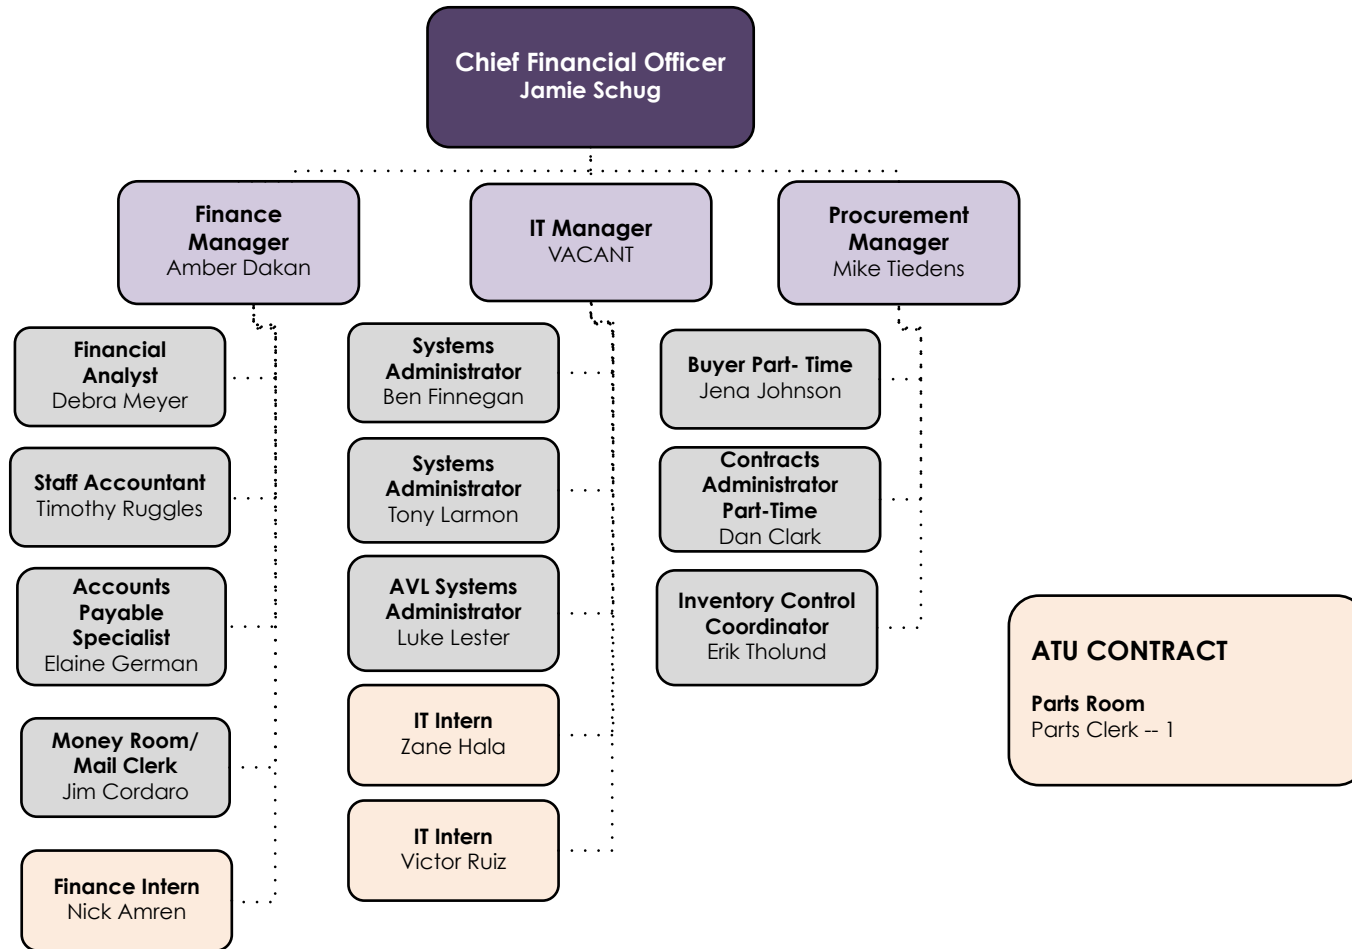 Chief Financial Officer
Jamie Schug
Finance
Manager
Amber Dakan
IT Manager
VACANT
Procurement
Manager
Mike Tiedens
Financial
Analyst
Debra Meyer
Staff Accountant
Timothy Ruggles
Accounts
Payable
Specialist
Elaine German
Money Room/
Mail Clerk
Jim Cordaro
Finance Intern
Nick Amren
Systems
Administrator
Ben Finnegan
Systems
Administrator
Tony Larmon
AVL Systems
Administrator
Luke Lester
IT Intern
Zane Hala
IT Intern
Victor Ruiz
Buyer Part- Time
Jena Johnson
Contracts
Administrator
Part-Time
Dan Clark
Inventory Control
Coordinator
Erik Tholund
ATU CONTRACT
Parts Room
Parts Clerk -- 1